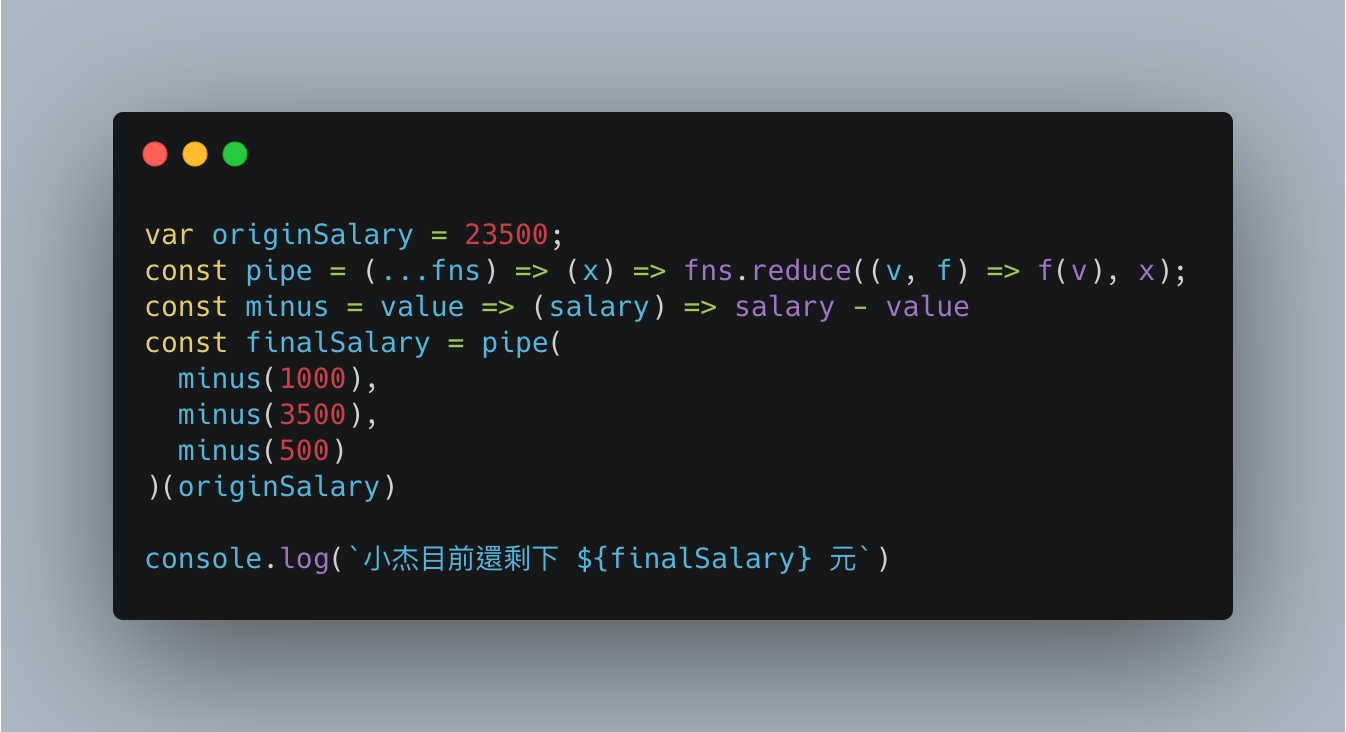 var originSalary = 23500;
const pipe = (...fns) => (x) => fns.reduce((v, f) => f(v), x);
const minus = value => (salary) => salary - value
const finalSalary = pipe(
  minus(1000),
  minus(3500),
  minus(500)
)(originSalary)
console.log(`小杰目前還剩下 ${finalSalary} 元`)